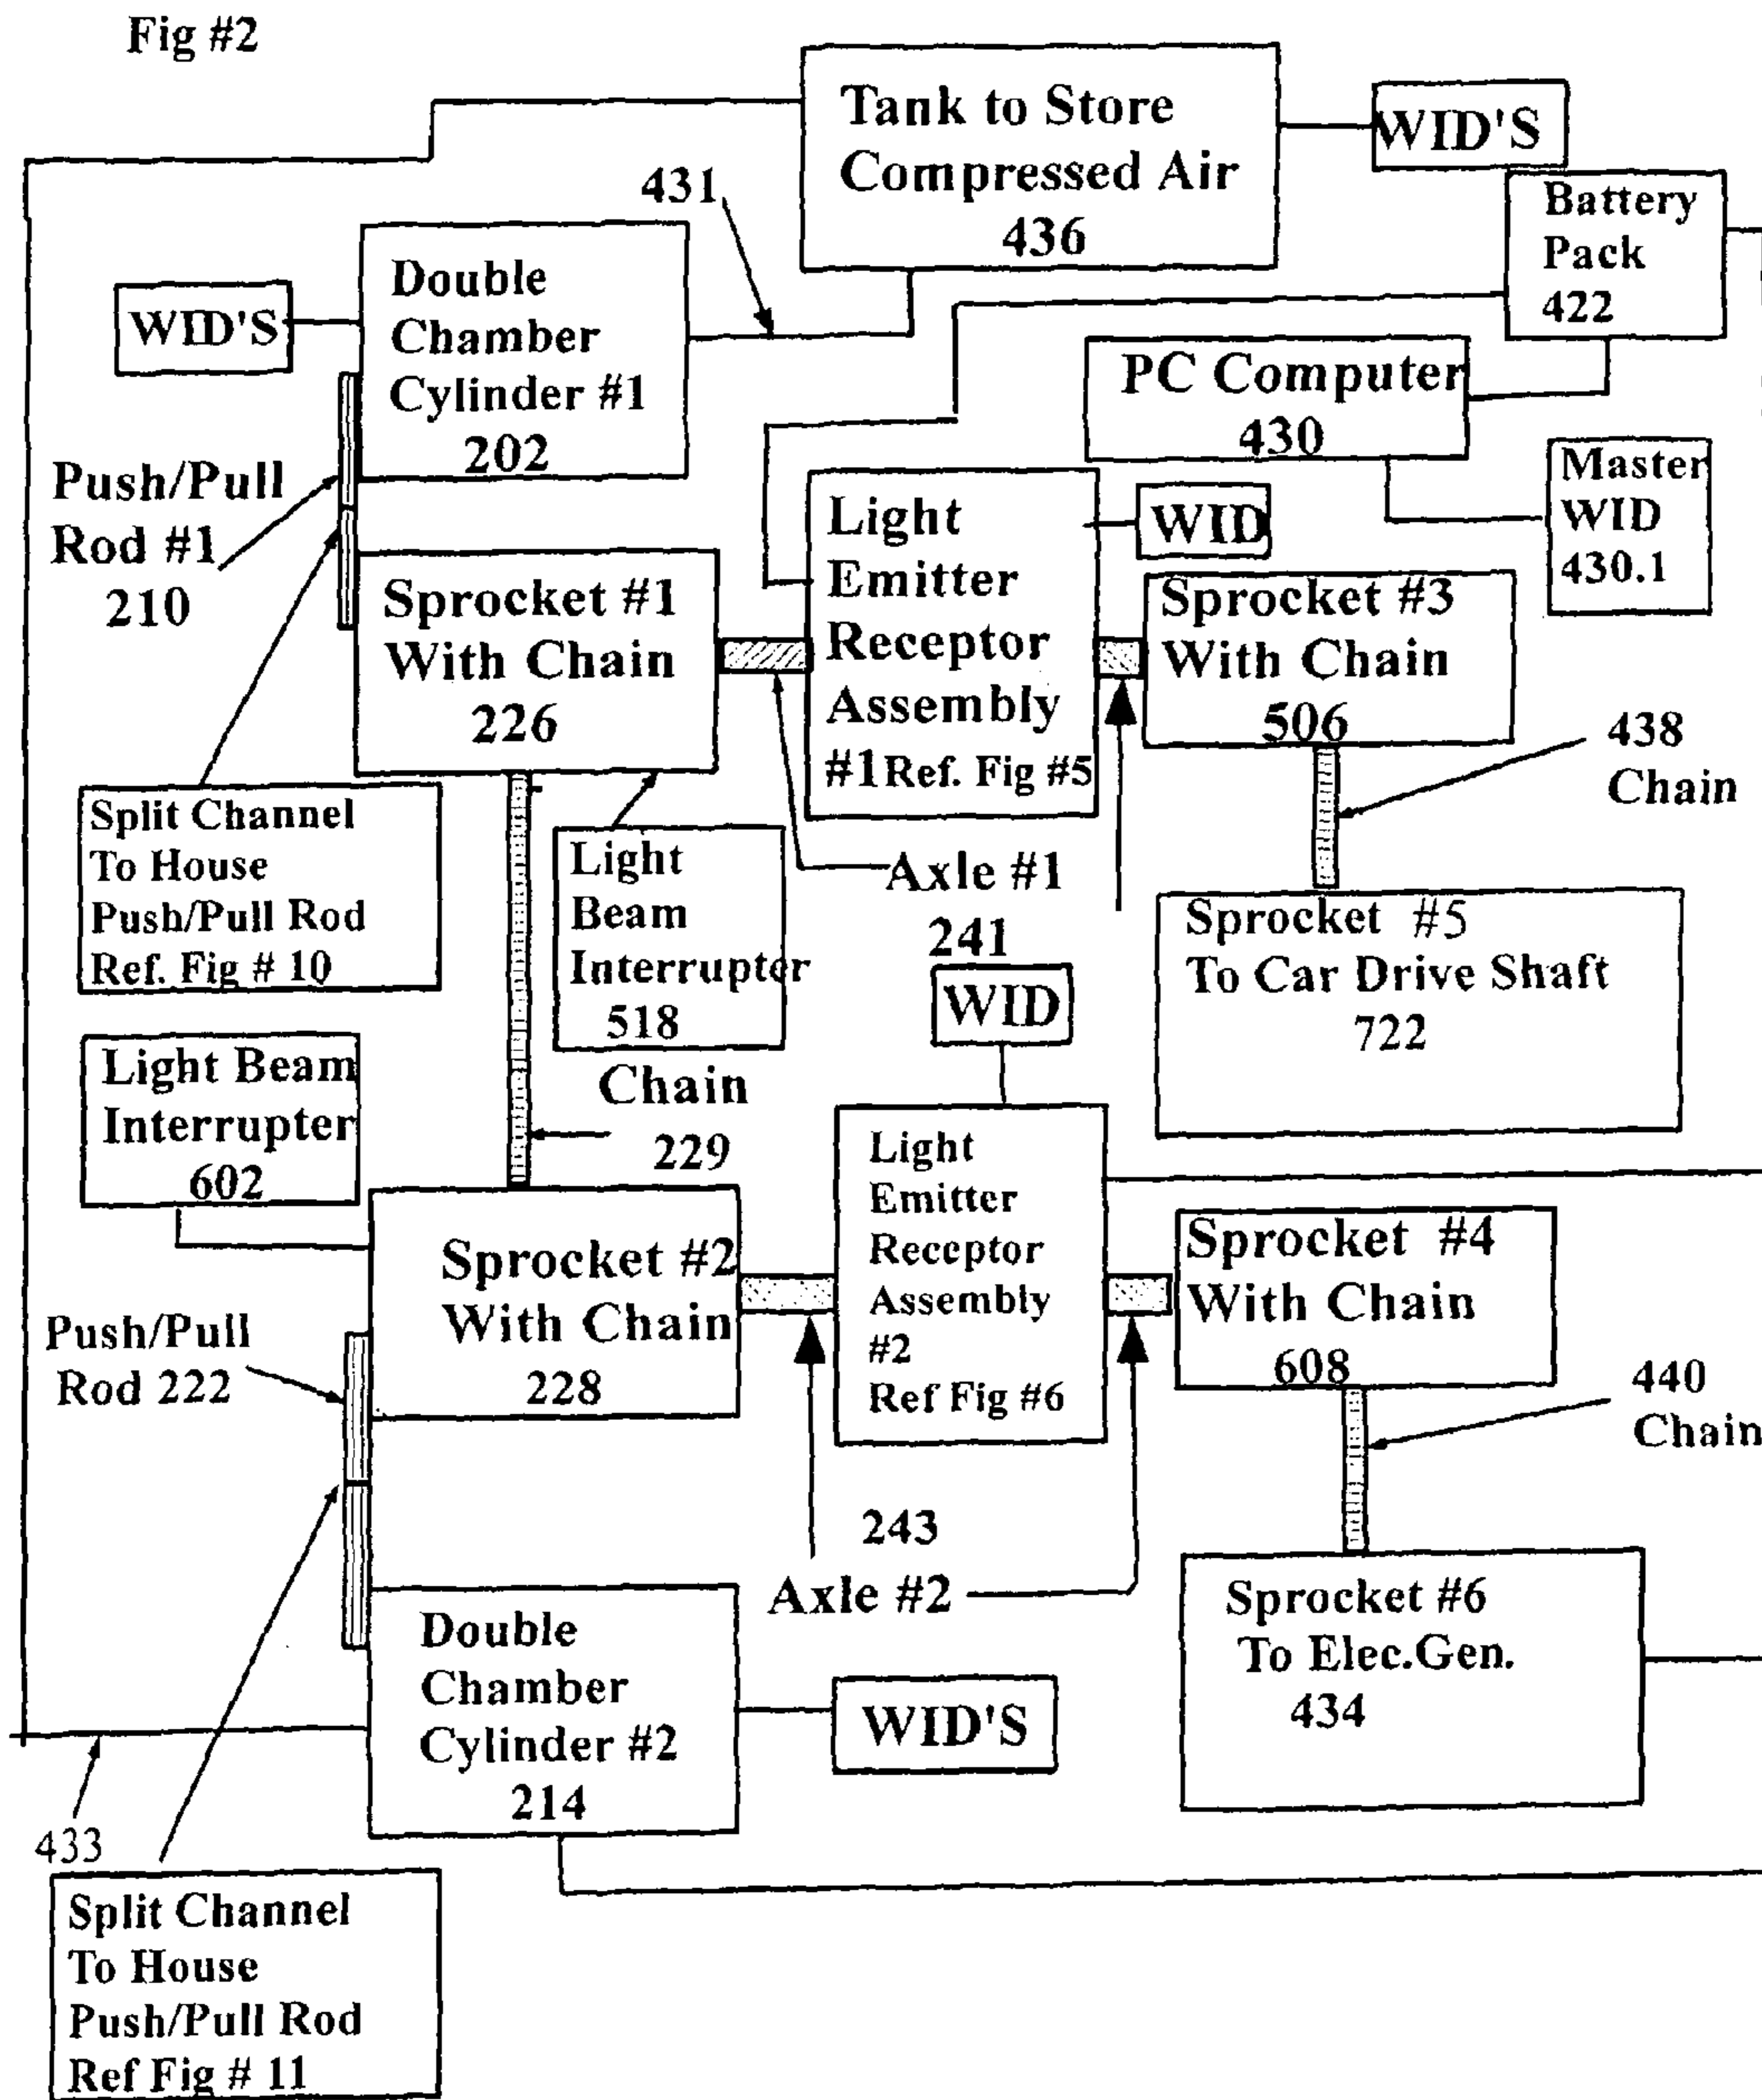 Fig #2
Tank to Store
Compressed Air
436
WID'S
Battery
Pack
422
431
Double
Chamber
Cylinder #1
202
WID'S
PC Computer
430
Master
WID
430.1
Push/Pull
Rod #1
210
Light
Emitter
Receptor
Assembly
#1 Ref. Fig #5
WID
Sprocket #1
With Chain
226
Sprocket #3
With Chain
506
438
Chain
Split Channel
To House
Push/Pull Rod
Ref. Fig # 10
Light
Beam
Interrupter
518
Axle #1
241
Sprocket #5
To Car Drive Shaft
722
WID
Light Beam
Interrupter
602
Chain
229
Light
Emitter
Receptor
Assembly
#2
Ref Fig #6
Sprocket #2
With Chain
228
Sprocket #4
With Chain
608
Push/Pull
Rod 222
440
Chain
243
Axle #2
Double
Chamber
Cylinder #2
214
WID'S
Sprocket #6
To Elec.Gen.
434
433
Split Channel
To House
Push/Pull Rod
Ref Fig # 11